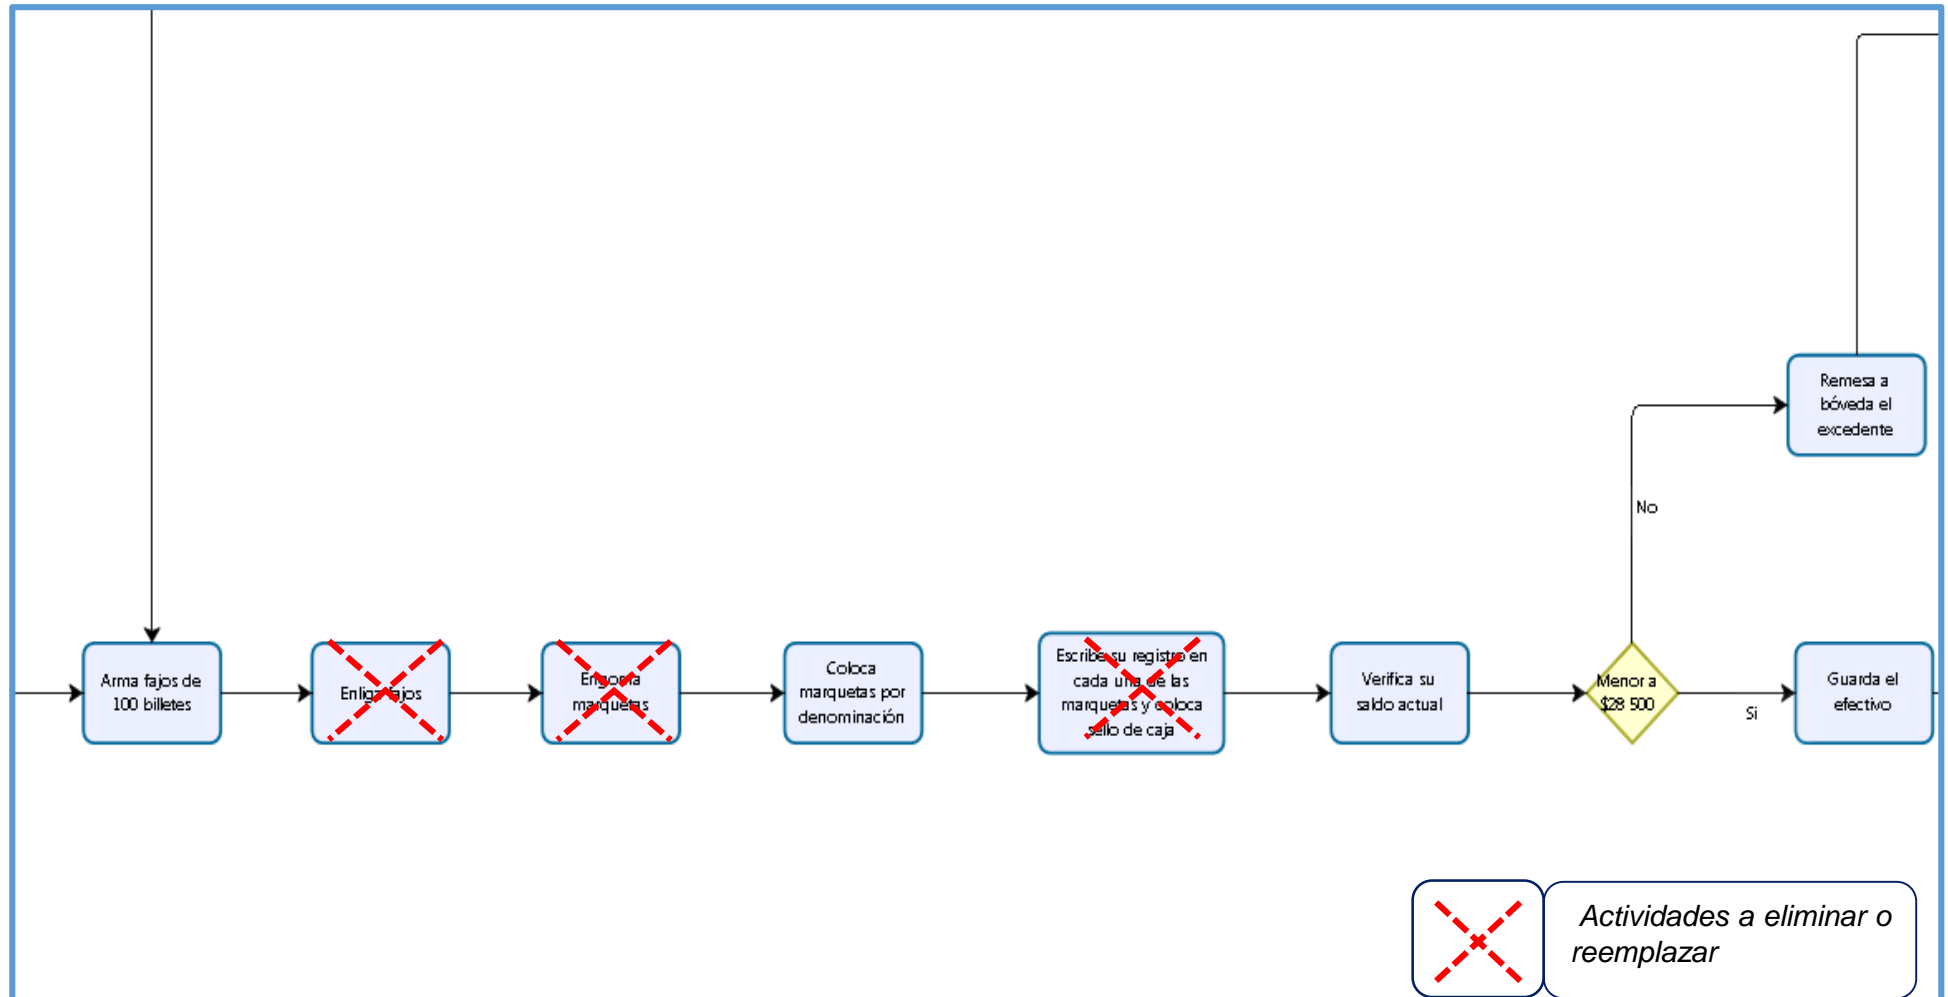 Remesa a
bóveda el
excedente
No
Arma fajos de
100 billetes
Enliga fajos
Engoma
marquetas
Coloca
marquetas por
denominación
Escribe su registro en
cada una de las
marquetas y coloca
sello de caja
Verifica su
saldo actual
Menor a
$28 500
Si
Guarda el
efectivo
Actividades a eliminar o
reemplazar